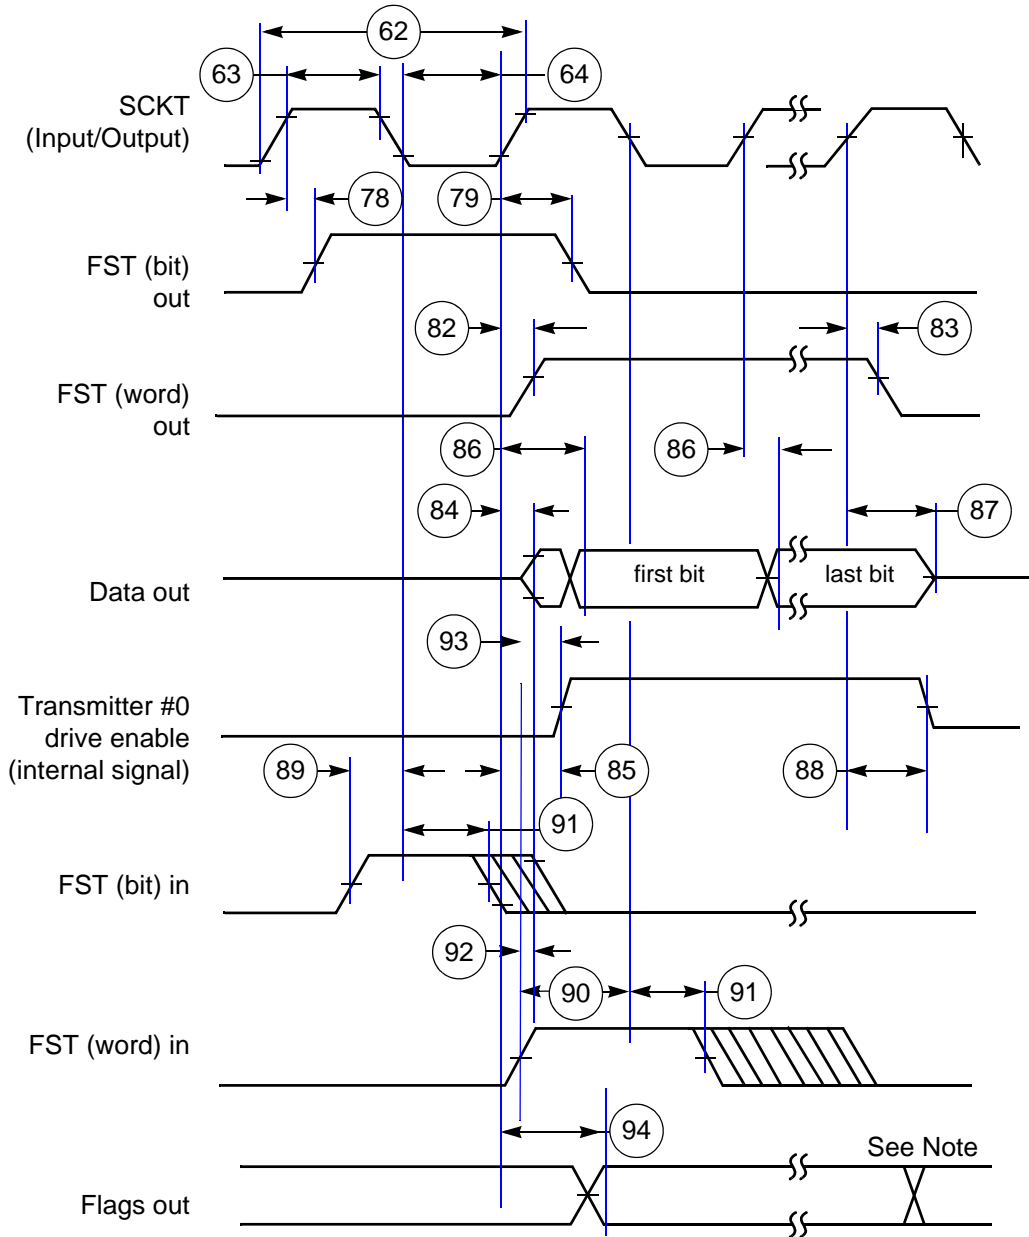 62
63
64
SCKT
(Input/Output)
78
79
FST (bit)
out
82
83
FST (word)
out
86
86
84
87
first bit
last bit
Data out
93
Transmitter #0
drive enable
(internal signal)
89
85
88
91
FST (bit) in
92
90
91
FST (word) in
94
See Note
Flags out